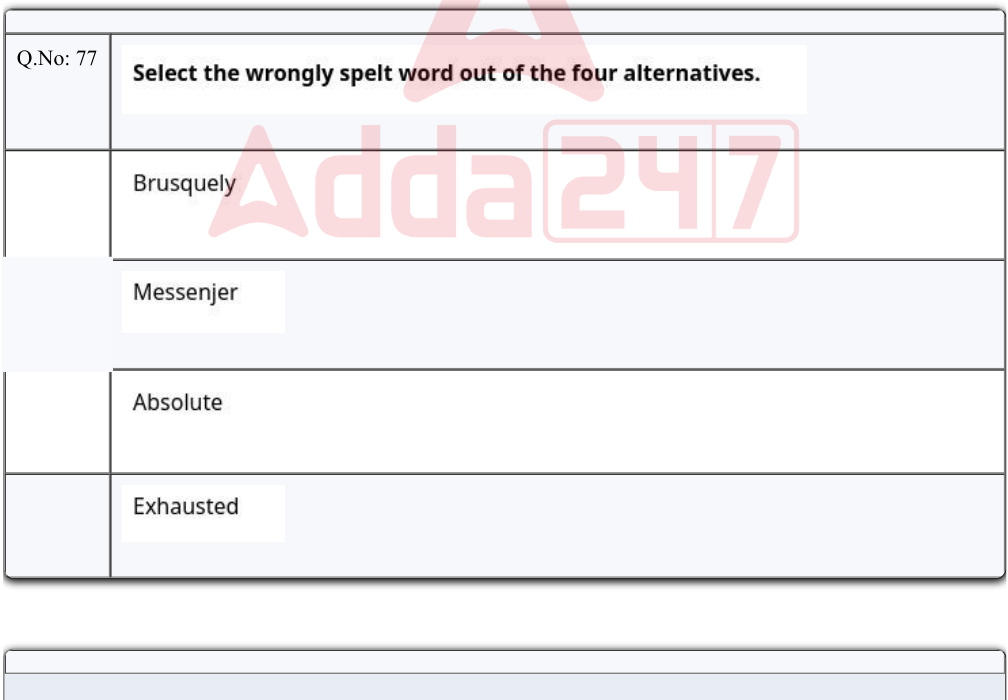 Q.No: 77
Select the wrongly spelt word out of the four alternatives.
Adda247
Brusquely
Messenjer
Absolute
Exhausted